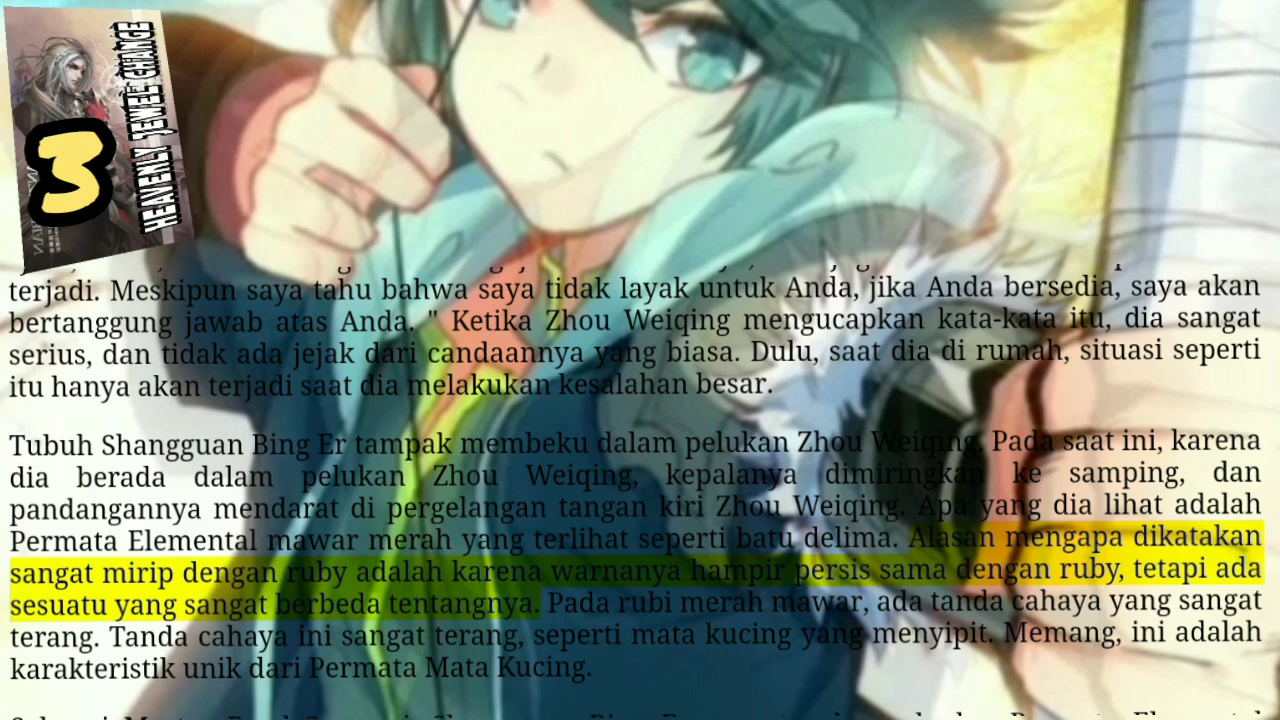 HEAVENLY JEWEL CHANGE
3
terjadi. Meskipun saya tahu bahwa saya tidak layak untuk Anda, jika Anda bersedia, saya akan
bertanggung jawab atas Anda. " Ketika Zhou Weiqing mengucapkan kata-kata itu, dia sangat
serius, dan tidak ada jejak dari candaannya yang biasa. Dulu, saat dia di rumah, situasi seperti
itu hanya akan terjadi saat dia melakukan kesalahan besar.
Tubuh Shangguan Bing Er tampak membeku dalam pelukan Zhou Weiqing. Pada saat ini, karena
dia berada dalam pelukan Zhou Weiqing, kepalanya dimiringkan ke samping, dan
pandangannya mendarat di pergelangan tangan kiri Zhou Weiqing. Apa yang dia lihat adalah
Permata Elemental mawar merah yang terlihat seperti batu delima. Alasan mengapa dikatakan
sangat mirip dengan ruby adalah karena warnanya hampir persis sama dengan ruby, tetapi ada
sesuatu yang sangat berbeda tentangnya. Pada rubi merah mawar, ada tanda cahaya yang sangat
terang. Tanda cahaya ini sangat terang, seperti mata kucing yang menyipit. Memang, ini adalah
karakteristik unik dari Permata Mata Kucing.